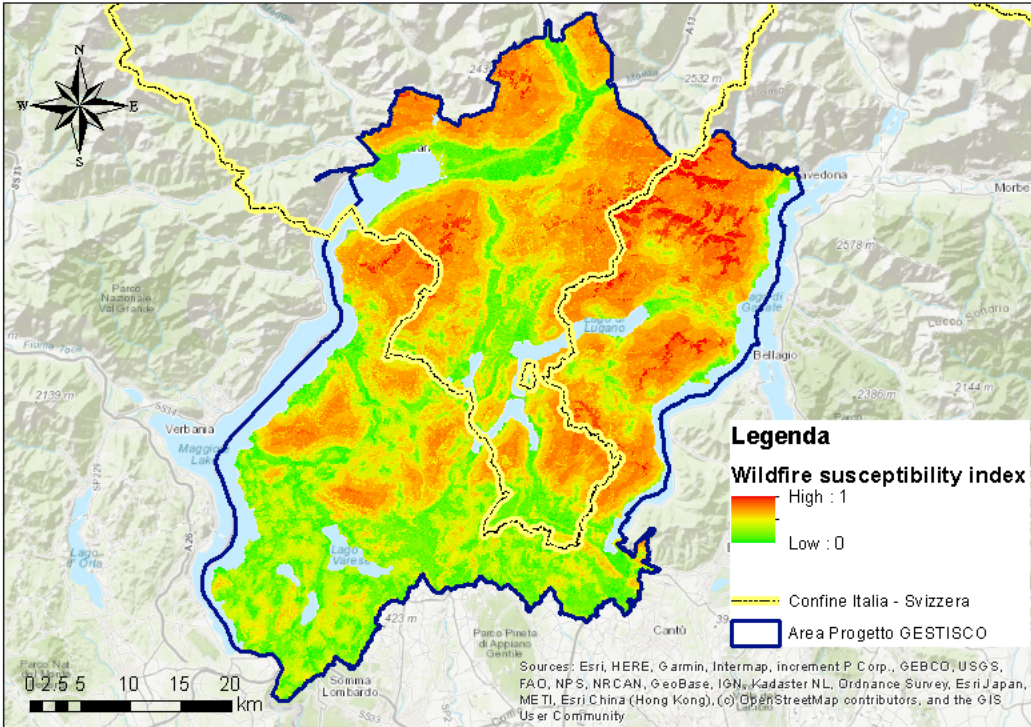 N
W E
S
A13
2532 m
SS33
Morbe
2578 m
Parco
Nazionale
Val Grande
Lago di
Lugano
Lecco Sondrio
Bellagio
2139 m
SS14
2144 m
2386 m
Verbania
Maggiore
Lake
SP229
A26
Lago
d'Orta
Lago
Varese
423 m
Parco Pineta
di Appiano
Gentile
Cantù
Somma
Lombardo
SS33
Legenda
Wildfire susceptibility index
High : 1
Low : 0
Confine Italia - Svizzera
Area Progetto GESTISCO
0 2.5 5 10 15 20
km
Sources: Esri, HERE, Garmin, Intermap, increment P Corp., GEBCO, USGS,
FAO, NPS, NRCAN, GeoBase, IGN, Kadaster NL, Ordnance Survey, Esri Japan,
METI, Esri China (Hong Kong), (c) OpenStreetMap contributors, and the GIS
User Community